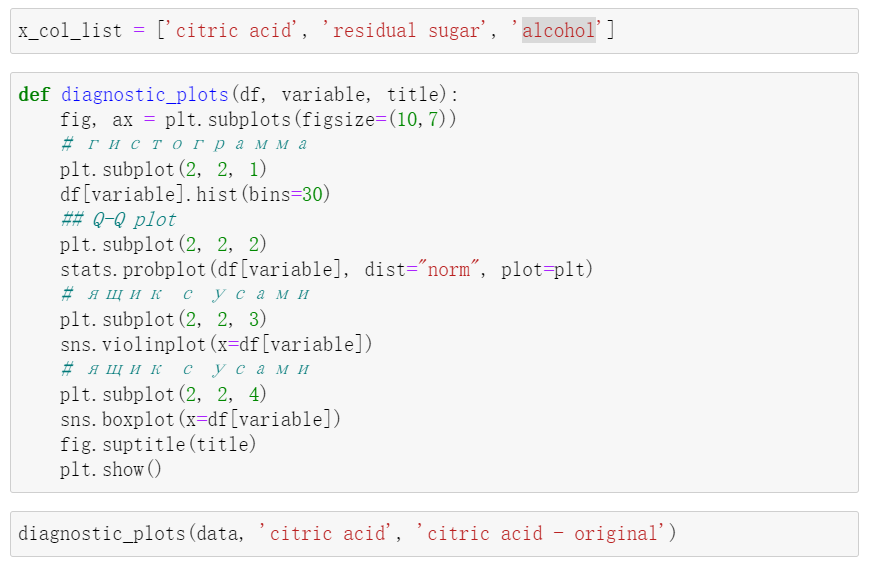 x_col_list = ['citric acid', 'residual sugar', 'alcohol']
def diagnostic_plots(df, variable, title):
    fig, ax = plt.subplots(figsize=(10,7))
    # гистограмма
    plt.subplot(2, 2, 1)
    df[variable].hist(bins=30)
    ## Q-Q plot
    plt.subplot(2, 2, 2)
    stats.probplot(df[variable], dist="norm", plot=plt)
    # ящик с усами
    plt.subplot(2, 2, 3)
    sns.violinplot(x=df[variable])
    # ящик с усами
    plt.subplot(2, 2, 4)
    sns.boxplot(x=df[variable])
    fig.suptitle(title)
    plt.show()
diagnostic_plots(data, 'citric acid', 'citric acid - original')